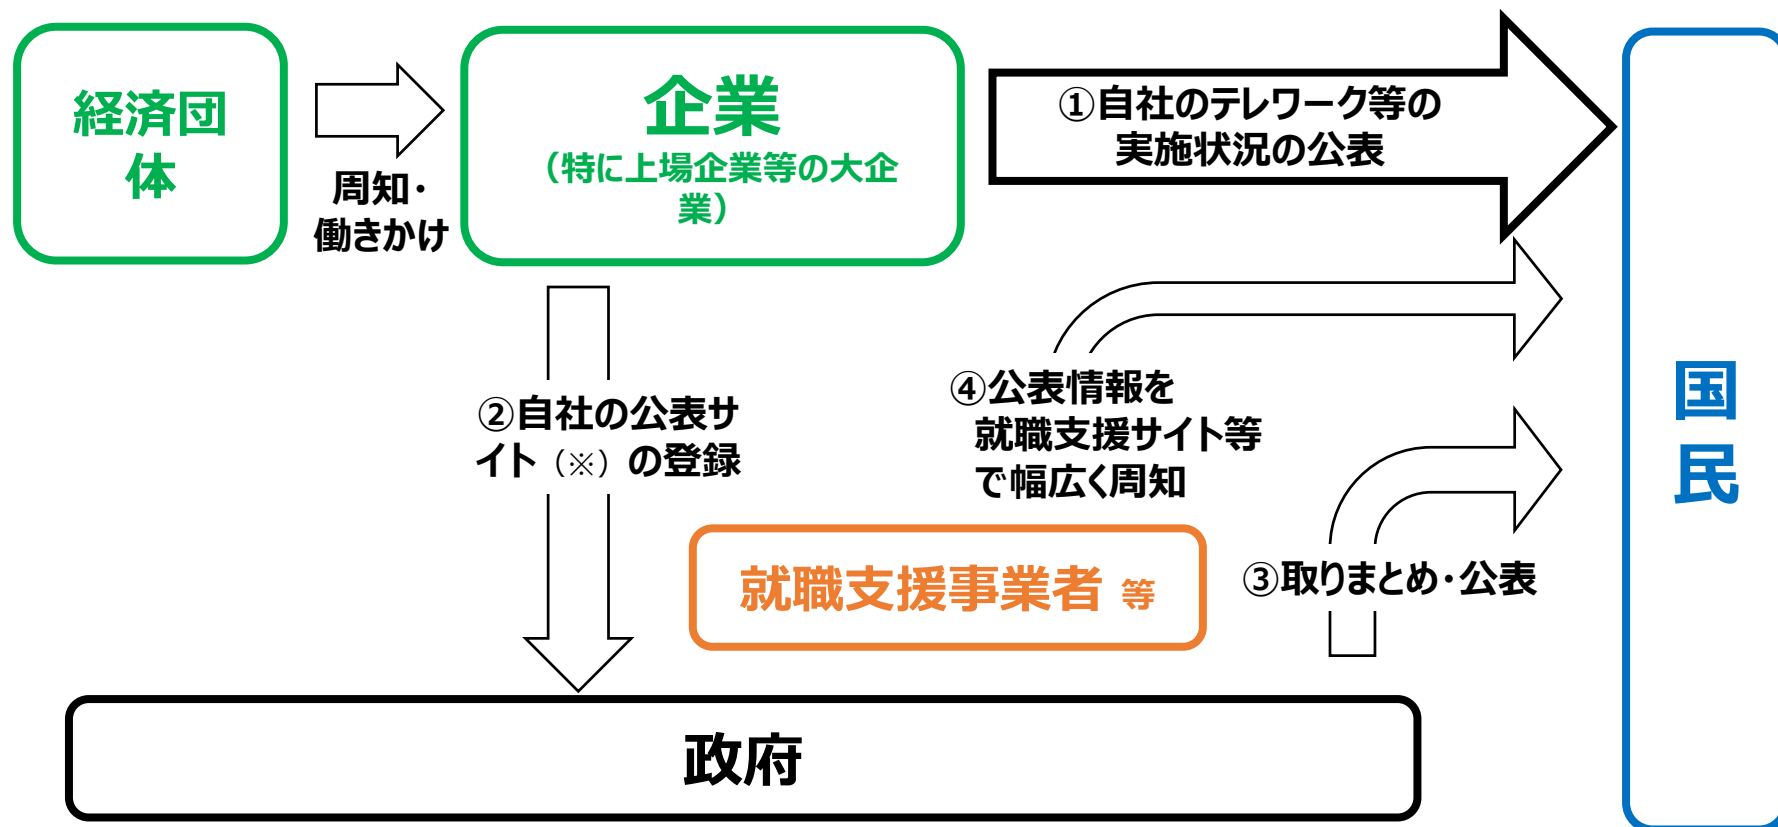 経済団
体
周知・
働きかけ
企業
（特に上場企業等の大企
業）
①自社のテレワーク等の
実施状況の公表
②自社の公表サ
イト（※）の登録
④公表情報を
就職支援サイト等
で幅広く周知
就職支援事業者 等
③取りまとめ・公表
政府
国
民